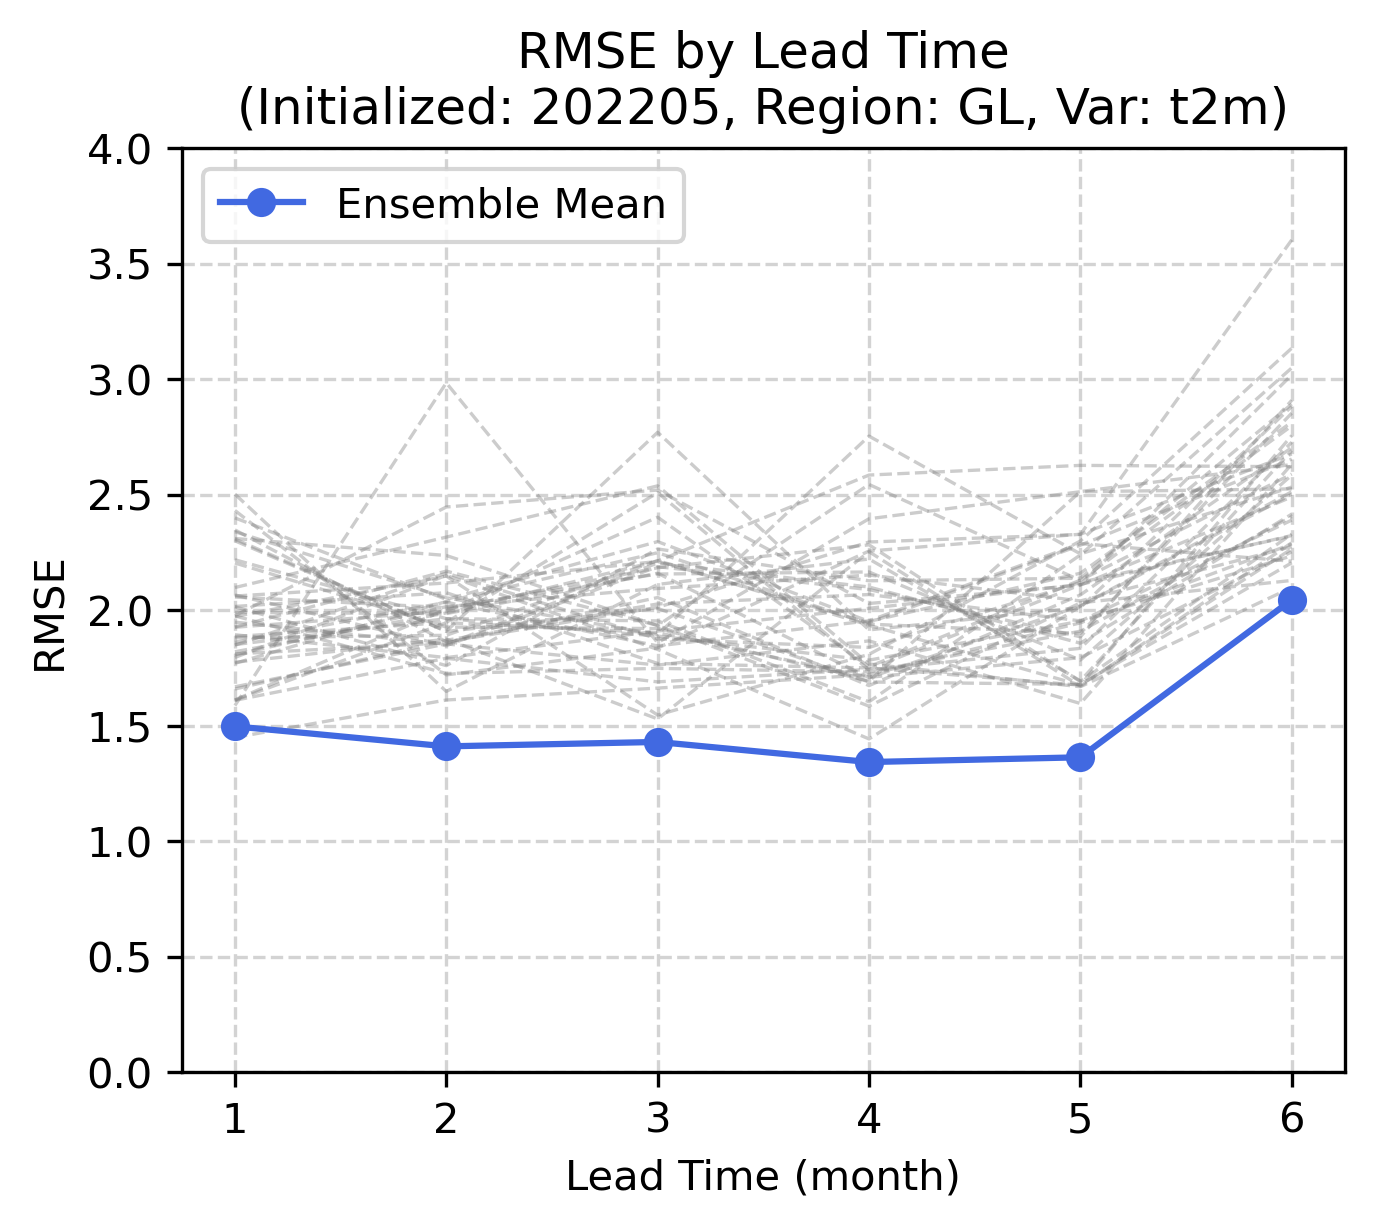 RMSE by Lead Time
(Initialized: 202205, Region: GL, Var: t2m)
Ensemble Mean
RMSE
4.0
3.5
3.0
2.5
2.0
1.5
1.0
0.5
0.0
1 2 3 4 5 6
Lead Time (month)